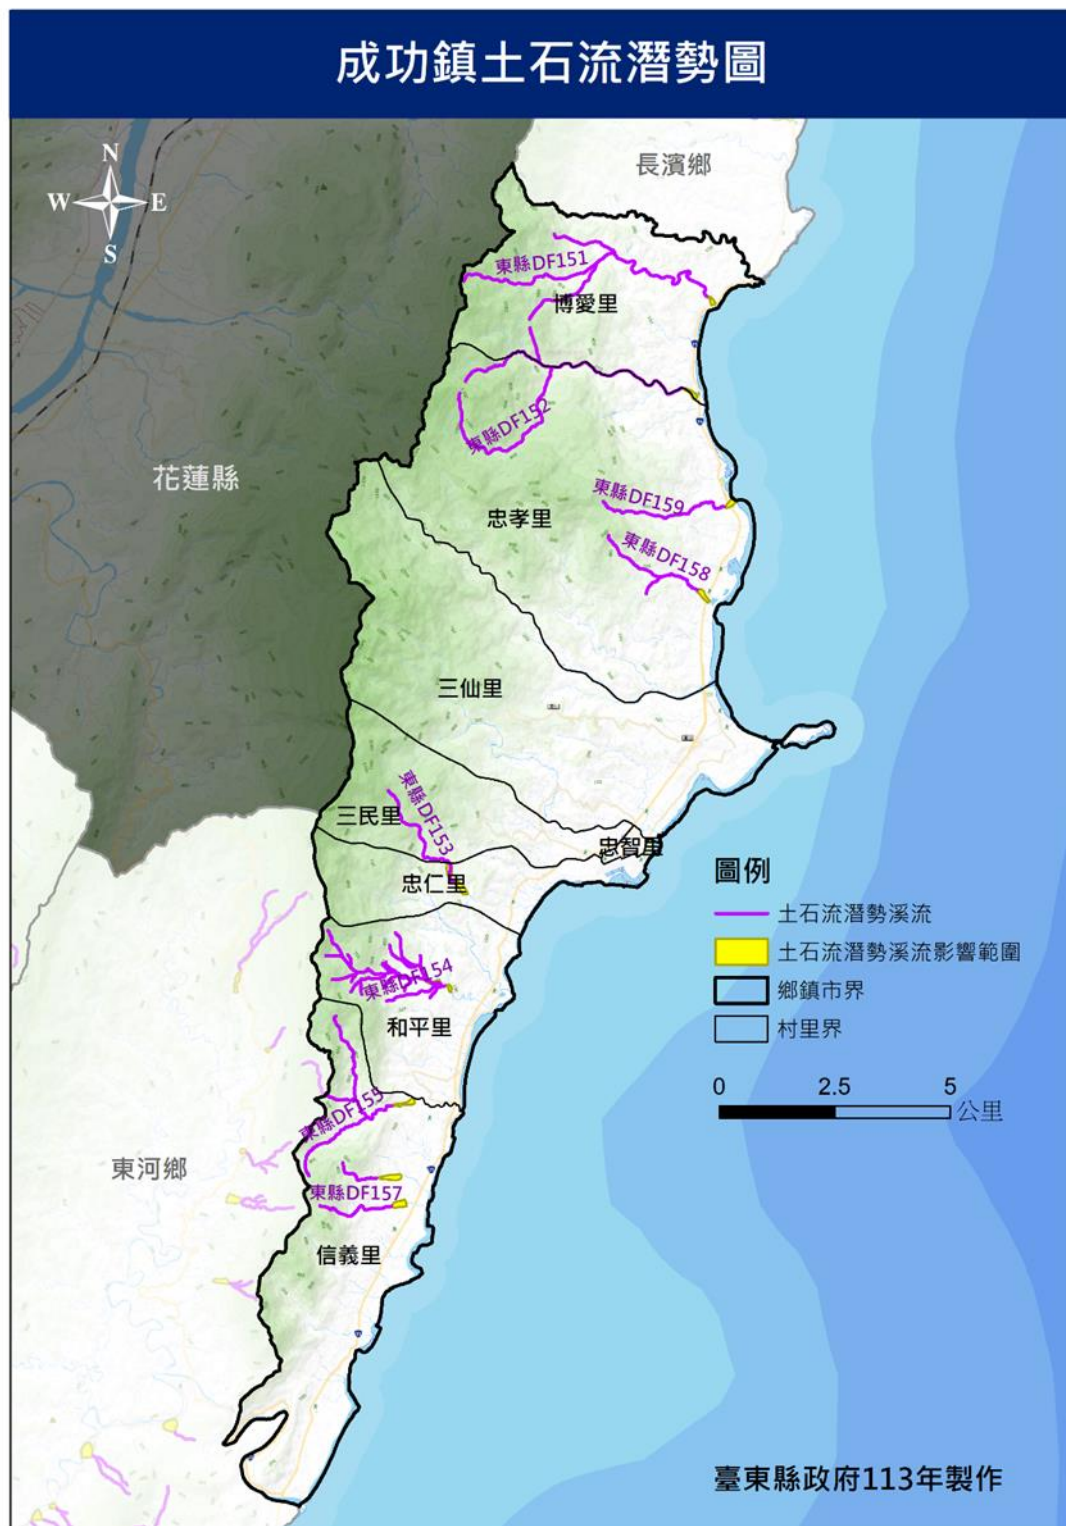 成功鎮土石流潛勢圖
長濱鄉
N
W
E
S
東縣DF151
博愛里
東縣DF152
花蓮縣
東縣DF159
忠孝里
東縣DF158
三仙里
東縣DF153
三民里
忠智里
忠仁里
圖例
土石流潛勢溪流
土石流潛勢溪流影響範圍
鄉鎮市界
村里界
東縣DF154
和平里
0
2.5
5
公里
東縣DF155
東河鄉
東縣DF157
信義里
臺東縣政府113年製作